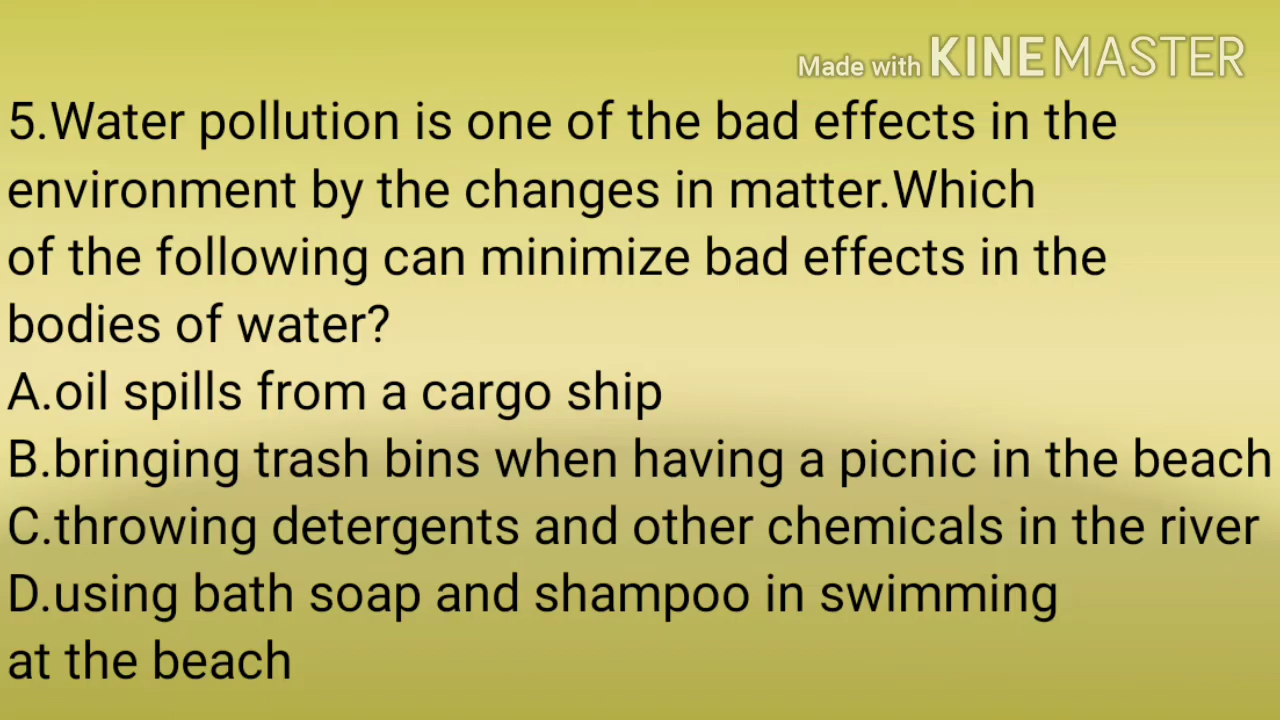 Made with KINEMASTER
5.Water pollution is one of the bad effects in the
environment by the changes in matter.Which
of the following can minimize bad effects in the
bodies of water?
A.oil spills from a cargo ship
B.bringing trash bins when having a picnic in the beach
C.throwing detergents and other chemicals in the river
D.using bath soap and shampoo in swimming
at the beach